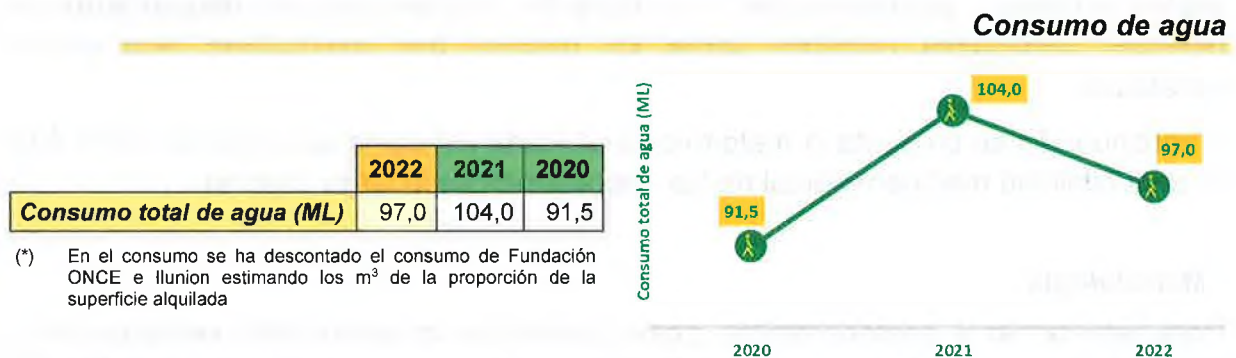 Consumo de agua
2022 2021 2020
Consumo total de agua (ML) 97,0 104,0 91,5
(*) En el consumo se ha descontado el consumo de Fundación
ONCE e Ilunion estimando los m³ de la proporción de la
superficie alquilada
Consumo total de agua (ML)
104,0
97,0
91,5
2020 2021 2022